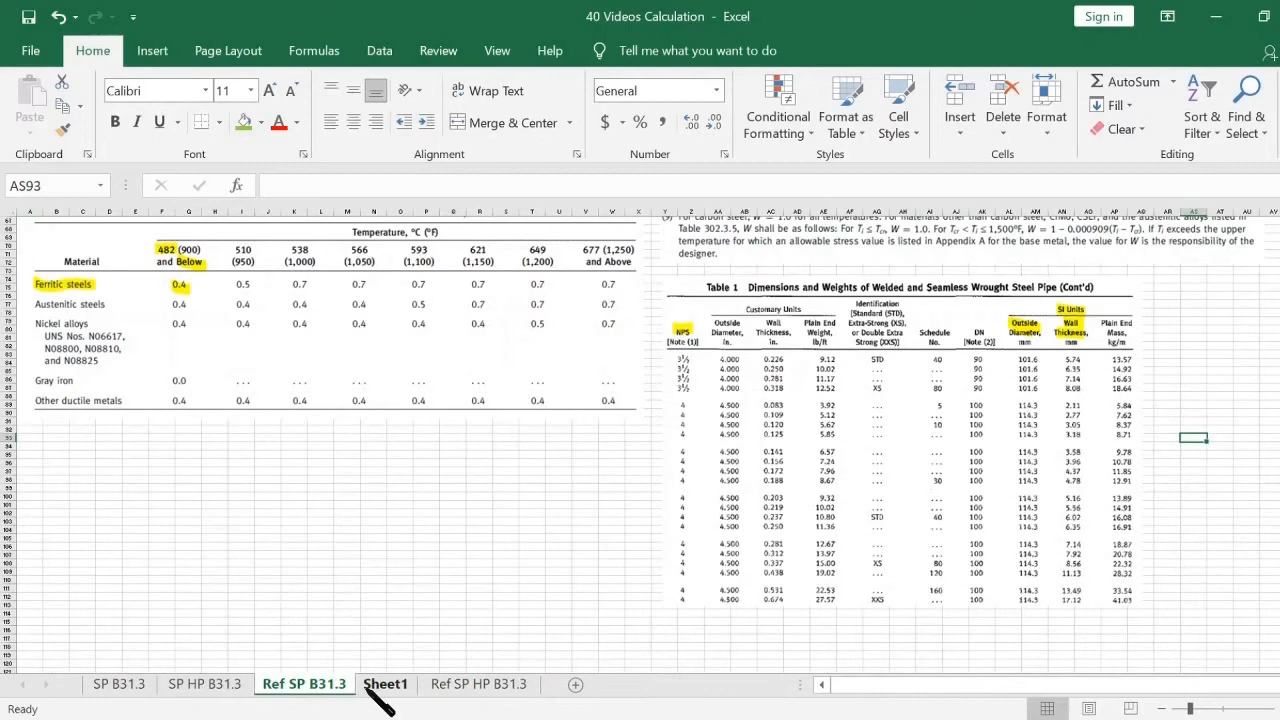 40 Videos Calculation - Excel
Sign in
File Home Insert Page Layout Formulas Data Review View Help Tell me what you want to do
Calibri 11 General
Paste Wrap Text Merge & Center
Conditional Formatting Format as Table Cell Styles
Insert Delete Format
AutoSum Fill Clear
Sort & Filter Find & Select
Clipboard Font Alignment Number Styles Cells Editing
AS93
Temperature, °C (°F)
Material 482 (900) and Below 510 (950) 538 (1,000) 566 (1,050) 593 (1,100) 621 (1,150) 649 (1,200) 677 (1,250) and Above
Ferritic steels 0.4 0.5 0.7 0.7 0.7 0.7 0.7 0.7
Austenitic steels 0.4 0.4 0.4 0.4 0.5 0.7 0.7 0.7
Nickel alloys 0.4 0.4 0.4 0.4 0.4 0.4 0.5 0.7
UNS Nos. N06617,
N08800, N08810,
and N08825
Gray iron 0.0 ... ... ... ... ... ... ...
Other ductile metals 0.4 0.4 0.4 0.4 0.4 0.4 0.4 0.4
Table 302.3.5, W shall be as follows: For Ti ≤ Tcr, W = 1.0. For Tcr < Ti ≤ 1,500°F, W = 1 − 0.000909(Ti − Tcr). If Ti exceeds the upper
temperature for which an allowable stress value is listed in Appendix A for the base metal, the value for W is the responsibility of the
designer.
Table 1 Dimensions and Weights of Welded and Seamless Wrought Steel Pipe (Cont'd)
Customary Units SI Units
NPS [Note (1)] Outside Diameter, in. Wall Thickness, in. Plain End Weight, lb/ft Identification [Standard (STD), Extra-Strong (XS), or Double Extra Strong (XXS)] Schedule No. DN [Note (2)] Outside Diameter, mm Wall Thickness, mm Plain End Mass, kg/m
3½ 4.000 0.226 9.12 STD 40 90 101.6 5.74 13.57
3½ 4.000 0.250 10.02 ... ... 90 101.6 6.35 14.92
3½ 4.000 0.281 11.17 ... ... 90 101.6 7.14 16.63
3½ 4.000 0.318 12.52 XS 80 90 101.6 8.08 18.64
4 4.500 0.083 3.92 ... 5 100 114.3 2.11 5.84
4 4.500 0.109 5.12 ... ... 100 114.3 2.77 7.62
4 4.500 0.120 5.67 ... 10 100 114.3 3.05 8.37
4 4.500 0.125 5.85 ... ... 100 114.3 3.18 8.71
4 4.500 0.141 6.57 ... ... 100 114.3 3.58 9.78
4 4.500 0.156 7.24 ... ... 100 114.3 3.96 10.78
4 4.500 0.172 7.96 ... ... 100 114.3 4.37 11.85
4 4.500 0.188 8.67 ... 30 100 114.3 4.78 12.91
4 4.500 0.203 9.32 ... ... 100 114.3 5.16 13.89
4 4.500 0.219 10.02 ... ... 100 114.3 5.56 14.91
4 4.500 0.237 10.80 STD 40 100 114.3 6.02 16.08
4 4.500 0.250 11.36 ... ... 100 114.3 6.35 16.91
4 4.500 0.281 12.67 ... ... 100 114.3 7.14 18.87
4 4.500 0.312 13.97 ... ... 100 114.3 7.92 20.78
4 4.500 0.337 15.00 XS 80 100 114.3 8.56 22.32
4 4.500 0.438 19.02 ... 120 100 114.3 11.13 28.32
4 4.500 0.531 22.53 ... 160 100 114.3 13.49 33.54
4 4.500 0.674 27.57 XXS ... 100 114.3 17.12 41.03
SP B31.3 SP HP B31.3 Ref SP B31.3 Sheet1 Ref SP HP B31.3
Ready